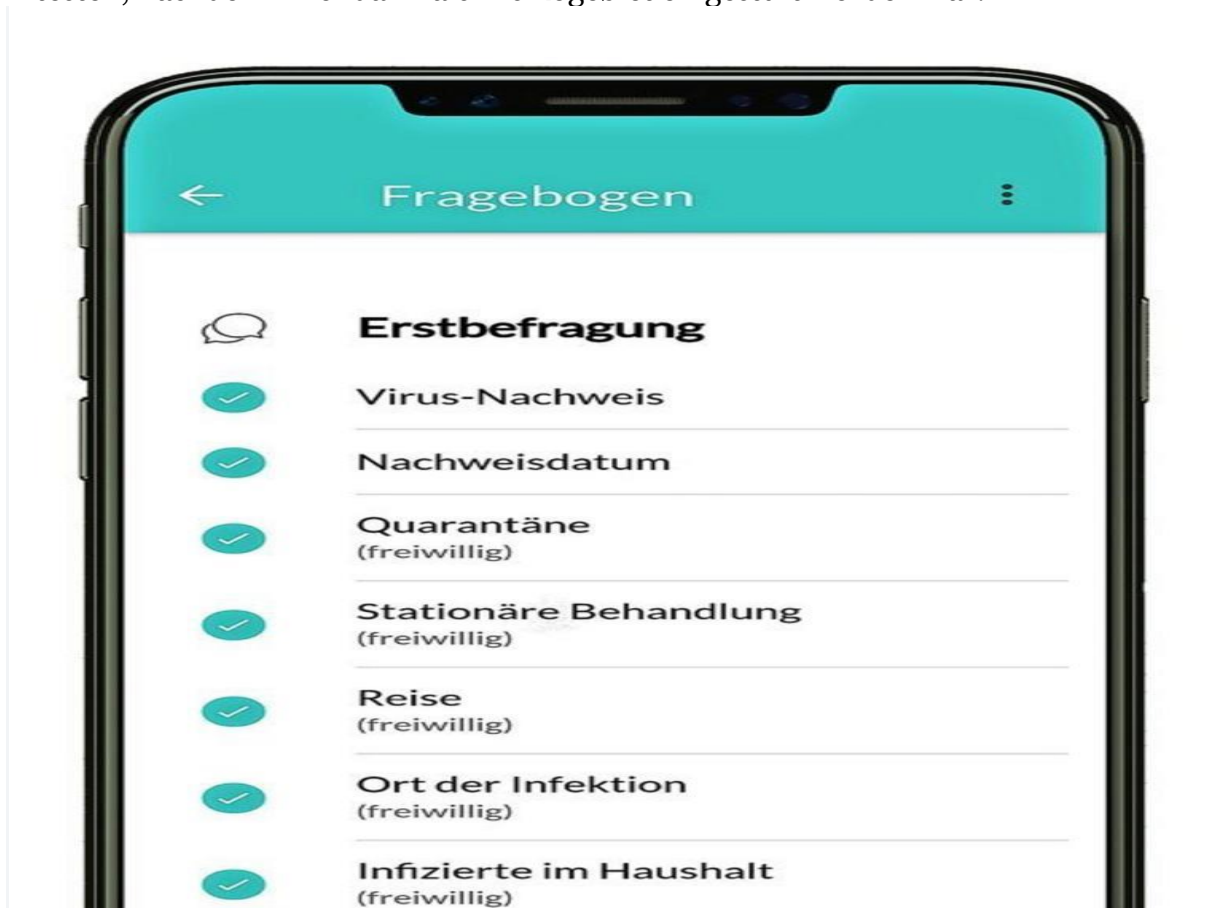 Fragebogen
Erstbefragung
Virus-Nachweis
Nachweisdatum
Quarantäne
(freiwillig)
Stationäre Behandlung
(freiwillig)
Reise
(freiwillig)
Ort der Infektion
(freiwillig)
Infizierte im Haushalt
(freiwillig)